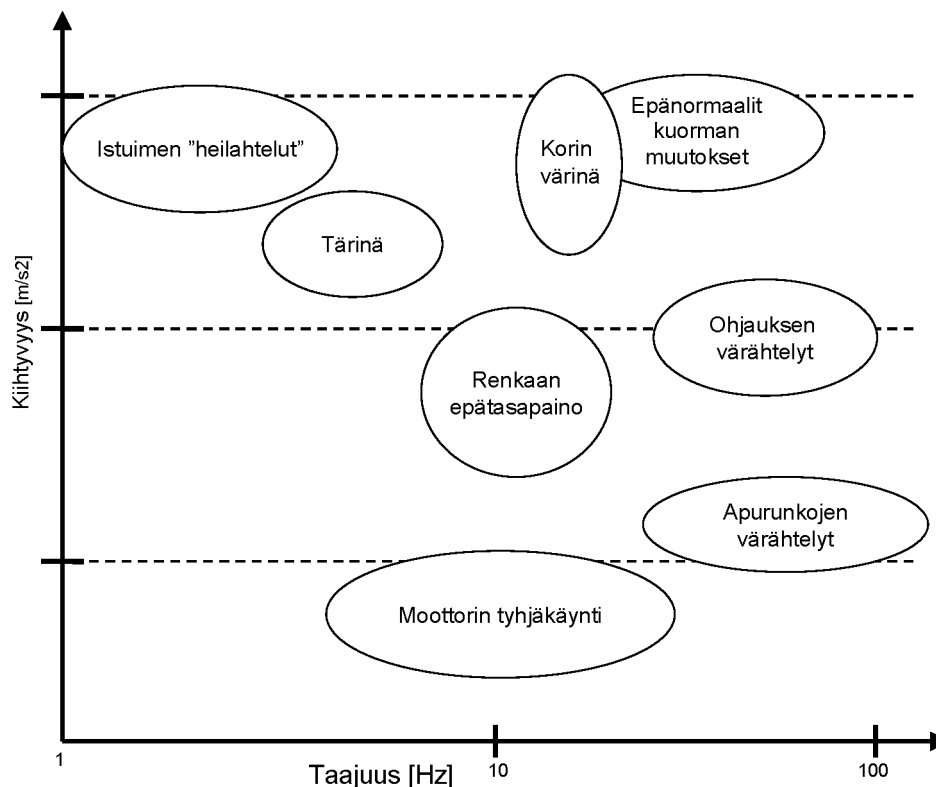 Epänormaalit
kuorman
muutokset
Istuimen ”heilahtelut”
Korin
värinä
Tärinä
Kiihtyvyys [m/s2]
Ohjauksen
värähtelyt
Renkaan
epätasapaino
Apurunkojen
värähtelyt
Moottorin tyhjäkäynti
1
10
100
Taajuus [Hz]